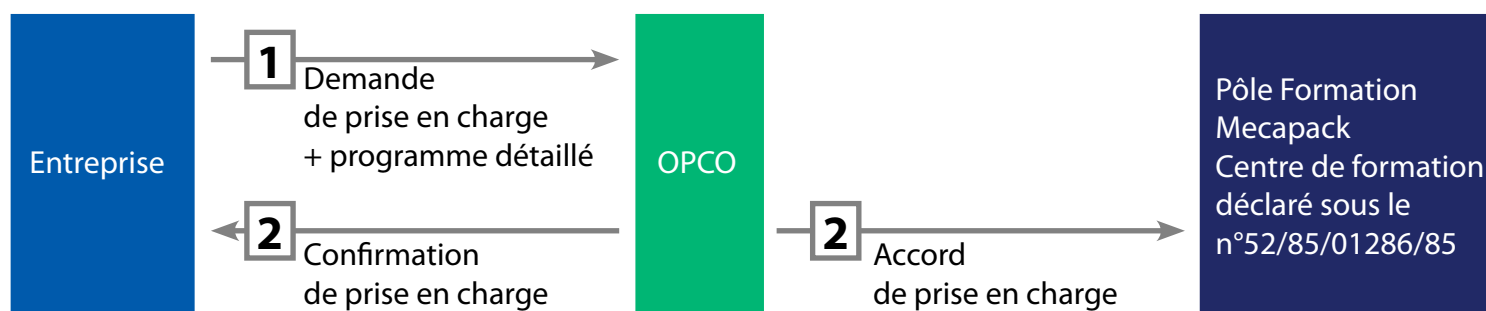 Entreprise
1
Demande
de prise en charge
+ programme détaillé
2
Confirmation
de prise en charge
OPCO
2
Accord
de prise en charge
Pôle Formation
Mecapack
Centre de formation
déclaré sous le
n°52/85/01286/85